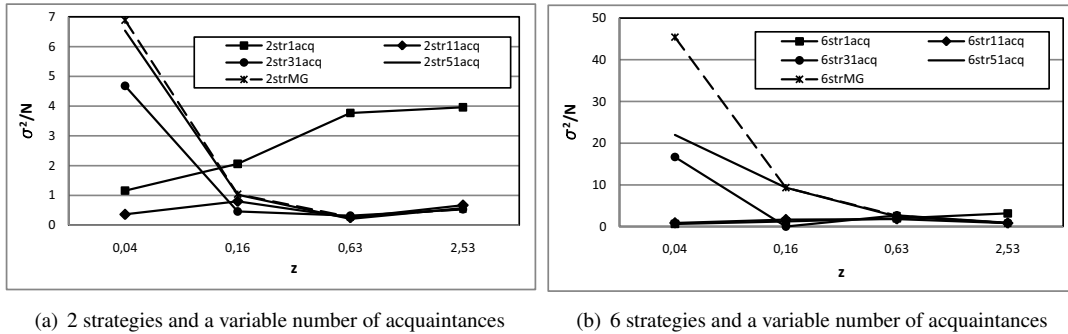 7
6
5
4
3
2
1
0
σ²/N
2str1acq
2str11acq
2str31acq
2str51acq
2strMG
0,04
0,16
0,63
2,53
z
(a) 2 strategies and a variable number of acquaintances
50
40
30
20
10
0
σ²/N
6str1acq
6str11acq
6str31acq
6str51acq
6strMG
0,04
0,16
0,63
2,53
z
(b) 6 strategies and a variable number of acquaintances